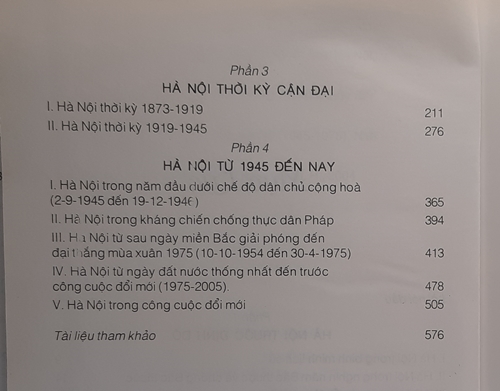 Phần 3
HÀ NỘI THỜI KỲ CẬN ĐẠI
I. Hà Nội thời kỳ 1873-1919 211
II. Hà Nội thời kỳ 1919-1945 276
Phần 4
HÀ NỘI TỪ 1945 ĐẾN NAY
I. Hà Nội trong năm đầu dưới chế độ dân chủ cộng hoà
(2-9-1945 đến 19-12-1946) 365
II. Hà Nội trong kháng chiến chống thực dân Pháp 394
III. Hà Nội từ sau ngày miền Bắc giải phóng đến
đại thắng mùa xuân 1975 (10-10-1954 đến 30-4-1975) 413
IV. Hà Nội từ ngày đất nước thống nhất đến trước
công cuộc đổi mới (1975-2005). 478
V. Hà Nội trong công cuộc đổi mới 505
Tài liệu tham khảo 576